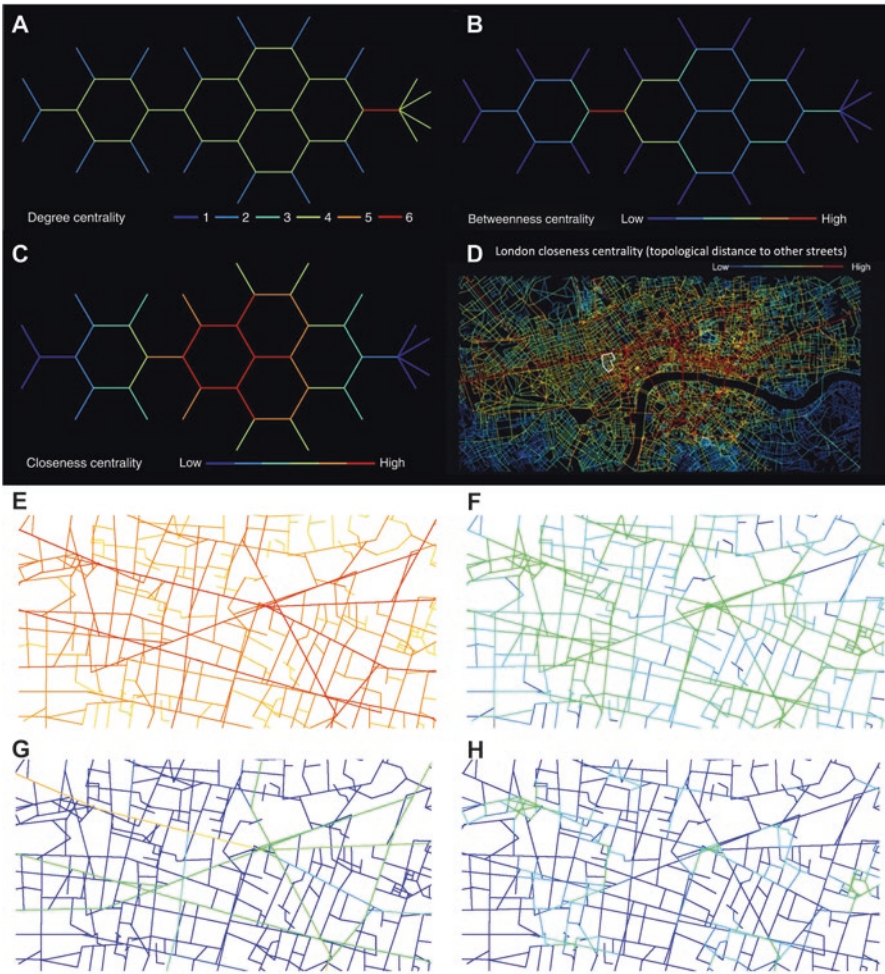 A
B
Degree centrality 1 2 3 4 5 6
Betweenness centrality Low High
C
D London closeness centrality (topological distance to other streets)
Low High
Closeness centrality Low High
E
F
G
H